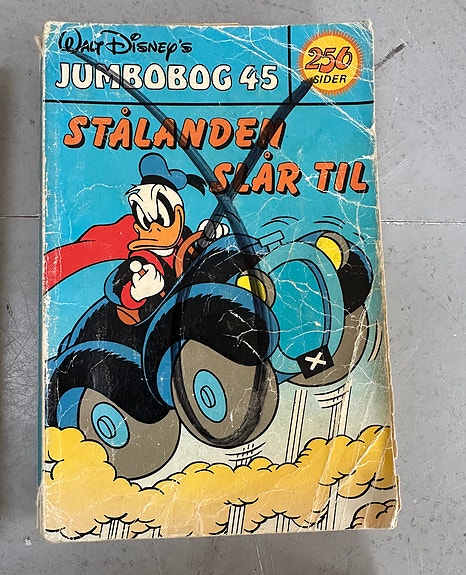 Walt Disney's
JUMBOBOG 45
256
SIDER
STÅLANDEN
SLÅR TIL
X